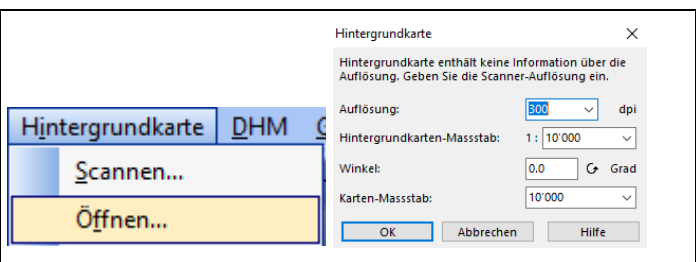 Hintergrundkarte DHM G
Scannen...
Öffnen...
Hintergrundkarte
Hintergrundkarte enthält keine Information über die
Auflösung. Geben Sie die Scanner-Auflösung ein.
Auflösung: 300 dpi
Hintergrundkarten-Massstab: 1: 10'000
Winkel: 0.0 Grad
Karten-Massstab: 10'000
OK Abbrechen Hilfe